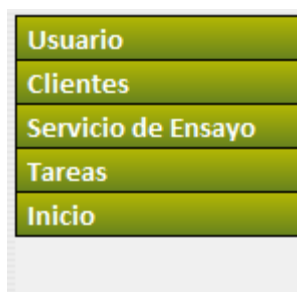 Usuario
Clientes
Servicio de Ensayo
Tareas
Inicio